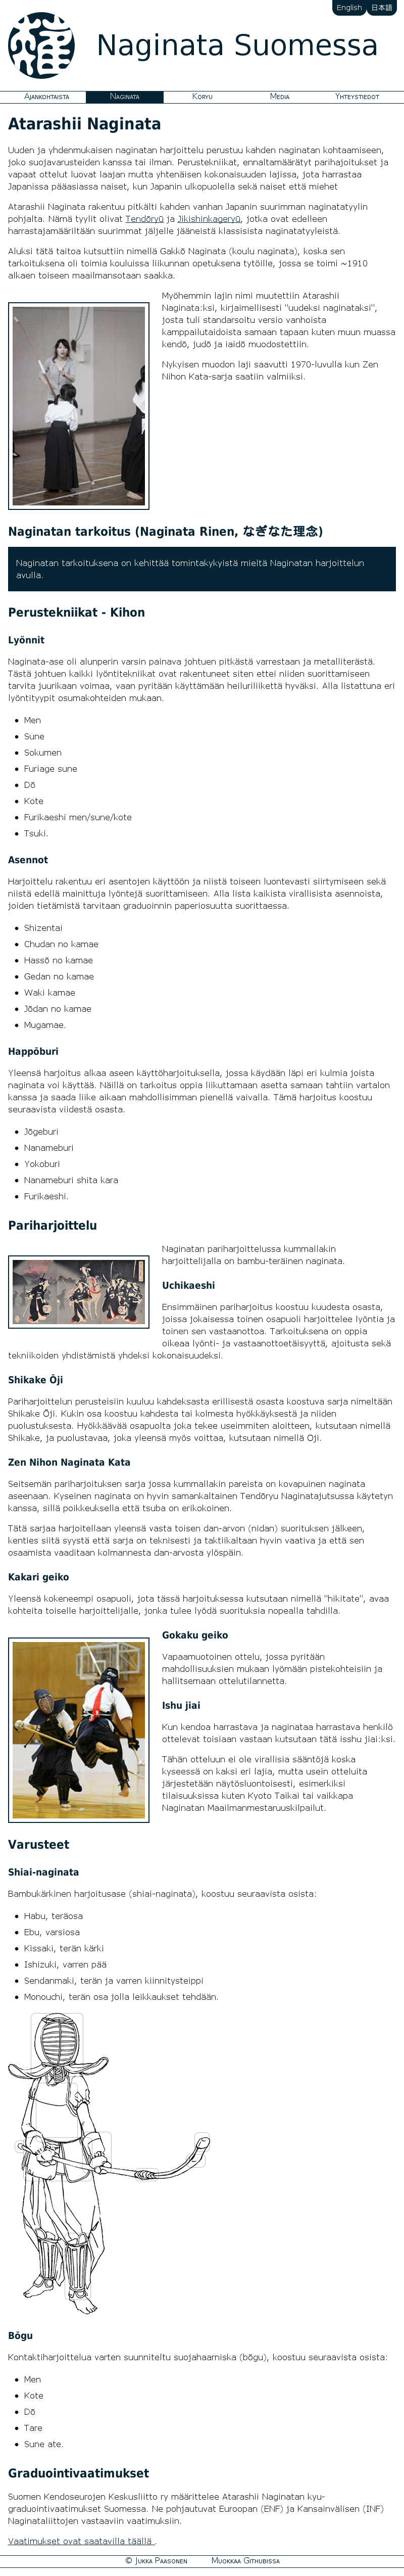 English 日本語
Naginata Suomessa
Ajankohtaista Naginata Koryu Media Yhteystiedot
Atarashii Naginata
Uuden ja yhdenmukaisen naginatan harjoittelu perustuu kahden naginatan kohtaamiseen,
joko suojavarusteiden kanssa tai ilman. Perustekniikat, ennaltamäärätyt pariharjoitukset ja
vapaat ottelut luovat laajan mutta yhtenäisen kokonaisuuden lajissa, jota harrastaa
Japanissa pääasiassa naiset, kun Japanin ulkopuolella sekä naiset että miehet
Atarashii Naginata rakentuu pitkälti kahden vanhan Japanin suurimman naginatatyylin
pohjalta. Nämä tyylit olivat Tendōryū ja Jikishinkageryū, jotka ovat edelleen
harrastajamääriltään suurimmat jäljelle jääneistä klassisista naginatatyyleistä.
Aluksi tätä taitoa kutsuttiin nimellä Gakkō Naginata (koulu naginata), koska sen
tarkoituksena oli toimia kouluissa liikunnan opetuksena tytöille, jossa se toimi ~1910
alkaen toiseen maailmansotaan saakka.
Myöhemmin lajin nimi muutettiin Atarashii
Naginata:ksi, kirjaimellisesti "uudeksi naginataksi",
josta tuli standarsoitu versio vanhoista
kamppailutaidoista samaan tapaan kuten muun muassa
kendō, judō ja iaidō muodostettiin.
Nykyisen muodon laji saavutti 1970-luvulla kun Zen
Nihon Kata-sarja saatiin valmiiksi.
Naginatan tarkoitus (Naginata Rinen, なぎなた理念)
Naginatan tarkoituksena on kehittää tomintakykyistä mieltä Naginatan harjoittelun
avulla.
Perustekniikat - Kihon
Lyönnit
Naginata-ase oli alunperin varsin painava johtuen pitkästä varrestaan ja metalliterästä.
Tästä johtuen kaikki lyöntitekniikat ovat rakentuneet siten ettei niiden suorittamiseen
tarvita juurikaan voimaa, vaan pyritään käyttämään heiluriliikettä hyväksi. Alla listattuna eri
lyöntityypit osumakohteiden mukaan.
Men
Sune
Sokumen
Furiage sune
Dō
Kote
Furikaeshi men/sune/kote
Tsuki.
Asennot
Harjoittelu rakentuu eri asentojen käyttöön ja niistä toiseen luontevasti siirtymiseen sekä
niistä edellä mainittuja lyöntejä suorittamiseen. Alla lista kaikista virallisista asennoista,
joiden tietämistä tarvitaan graduoinnin paperiosuutta suorittaessa.
Shizentai
Chudan no kamae
Hassō no kamae
Gedan no kamae
Waki kamae
Jōdan no kamae
Mugamae.
Happōburi
Yleensä harjoitus alkaa aseen käyttöharjoituksella, jossa käydään läpi eri kulmia joista
naginata voi käyttää. Näillä on tarkoitus oppia liikuttamaan asetta samaan tahtiin vartalon
kanssa ja saada liike aikaan mahdollisimman pienellä vaivalla. Tämä harjoitus koostuu
seuraavista viidestä osasta.
Jōgeburi
Nanameburi
Yokoburi
Nanameburi shita kara
Furikaeshi.
Pariharjoittelu
Naginatan pariharjoittelussa kummallakin
harjoittelijalla on bambu-teräinen naginata.
Uchikaeshi
Ensimmäinen pariharjoitus koostuu kuudesta osasta,
joissa jokaisessa toinen osapuoli harjoittelee lyöntia ja
toinen sen vastaanottoa. Tarkoituksena on oppia
oikeaa lyönti- ja vastaanottoetäisyyttä, ajoitusta sekä
tekniikoiden yhdistämistä yhdeksi kokonaisuudeksi.
Shikake Ōji
Pariharjoittelun perusteisiin kuuluu kahdeksasta erillisestä osasta koostuva sarja nimeltään
Shikake Ōji. Kukin osa koostuu kahdesta tai kolmesta hyökkäyksestä ja niiden
puolustuksesta. Hyökkäävää osapuolta joka tekee useimmiten aloitteen, kutsutaan nimellä
Shikake, ja puolustavaa, joka yleensä myös voittaa, kutsutaan nimellä Oji.
Zen Nihon Naginata Kata
Seitsemän pariharjoituksen sarja jossa kummallakin pareista on kovapuinen naginata
aseenaan. Kyseinen naginata on hyvin samankaltainen Tendōryu Naginatajutsussa käytetyn
kanssa, sillä poikkeuksella että tsuba on erikokoinen.
Tätä sarjaa harjoitellaan yleensä vasta toisen dan-arvon (nidan) suorituksen jälkeen,
kenties siitä syystä että sarja on teknisesti ja taktiikaltaan hyvin vaativa ja että sen
osaamista vaaditaan kolmannesta dan-arvosta ylöspäin.
Kakari geiko
Yleensä kokeneempi osapuoli, jota tässä harjoituksessa kutsutaan nimellä "hikitate", avaa
kohteita toiselle harjoittelijalle, jonka tulee lyödä suorituksia nopealla tahdilla.
Gokaku geiko
Vapaamuotoinen ottelu, jossa pyritään
mahdollisuuksien mukaan lyömään pistekohteisiin ja
hallitsemaan ottelutilannetta.
Ishu jiai
Kun kendoa harrastava ja naginataa harrastava henkilö
ottelevat toisiaan vastaan kutsutaan tätä isshu jiai:ksi.
Tähän otteluun ei ole virallisia sääntöjä koska
kyseessä on kaksi eri lajia, mutta usein otteluita
järjestetään näytösluontoisesti, esimerkiksi
tilaisuuksissa kuten Kyoto Taikai tai vaikkapa
Naginatan Maailmanmestaruuskilpailut.
Varusteet
Shiai-naginata
Bambukärkinen harjoitusase (shiai-naginata), koostuu seuraavista osista:
Habu, teräosa
Ebu, varsiosa
Kissaki, terän kärki
Ishizuki, varren pää
Sendanmaki, terän ja varren kiinnitysteippi
Monouchi, terän osa jolla leikkaukset tehdään.
Bōgu
Kontaktiharjoittelua varten suunniteltu suojahaarniska (bōgu), koostuu seuraavista osista:
Men
Kote
Dō
Tare
Sune ate.
Graduointivaatimukset
Suomen Kendoseurojen Keskusliitto ry määrittelee Atarashii Naginatan kyu-
graduointivaatimukset Suomessa. Ne pohjautuvat Euroopan (ENF) ja Kansainvälisen (INF)
Naginataliittojen vastaaviin vaatimuksiin.
Vaatimukset ovat saatavilla täällä .
© Jukka Paasonen Muokkaa Githubissa